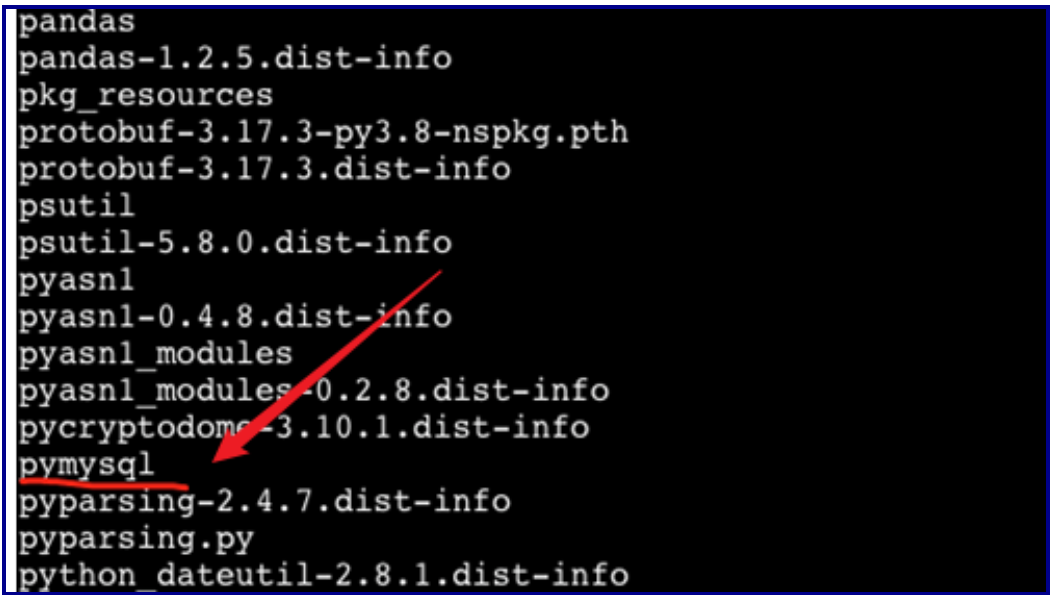 pandas
pandas-1.2.5.dist-info
pkg_resources
protobuf-3.17.3-py3.8-nspkg.pth
protobuf-3.17.3.dist-info
psutil
psutil-5.8.0.dist-info
pyasn1
pyasn1-0.4.8.dist-info
pyasn1_modules
pyasn1_modules-0.2.8.dist-info
pycryptodome-3.10.1.dist-info
pymysql
pyparsing-2.4.7.dist-info
pyparsing.py
python_dateutil-2.8.1.dist-info